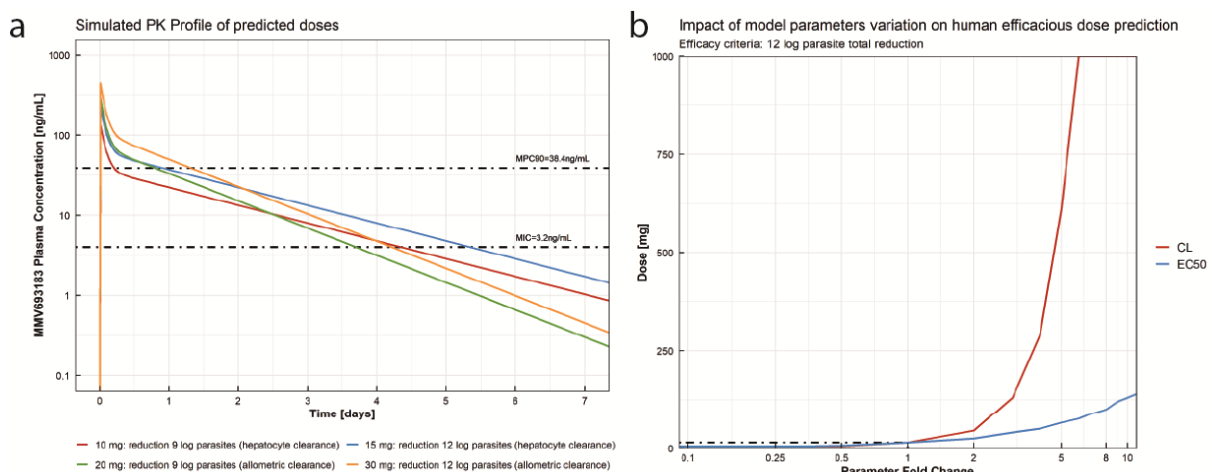 a
Simulated PK Profile of predicted doses
MMV693183 Plasma Concentration [ng/mL]
1000
100
10
1
0.1
MPC90=38.4ng/mL
MIC=3.2ng/mL
0 1 2 3 4 5 6 7
Time [days]
10 mg: reduction 9 log parasites (hepatocyte clearance)
15 mg: reduction 12 log parasites (hepatocyte clearance)
20 mg: reduction 9 log parasites (allometric clearance)
30 mg: reduction 12 log parasites (allometric clearance)
b
Impact of model parameters variation on human efficacious dose prediction
Efficacy criteria: 12 log parasite total reduction
Dose [mg]
1000
750
500
250
0
0.1 0.25 0.5 1 2 5 8 10
Parameter Fold Change
CL
EC50